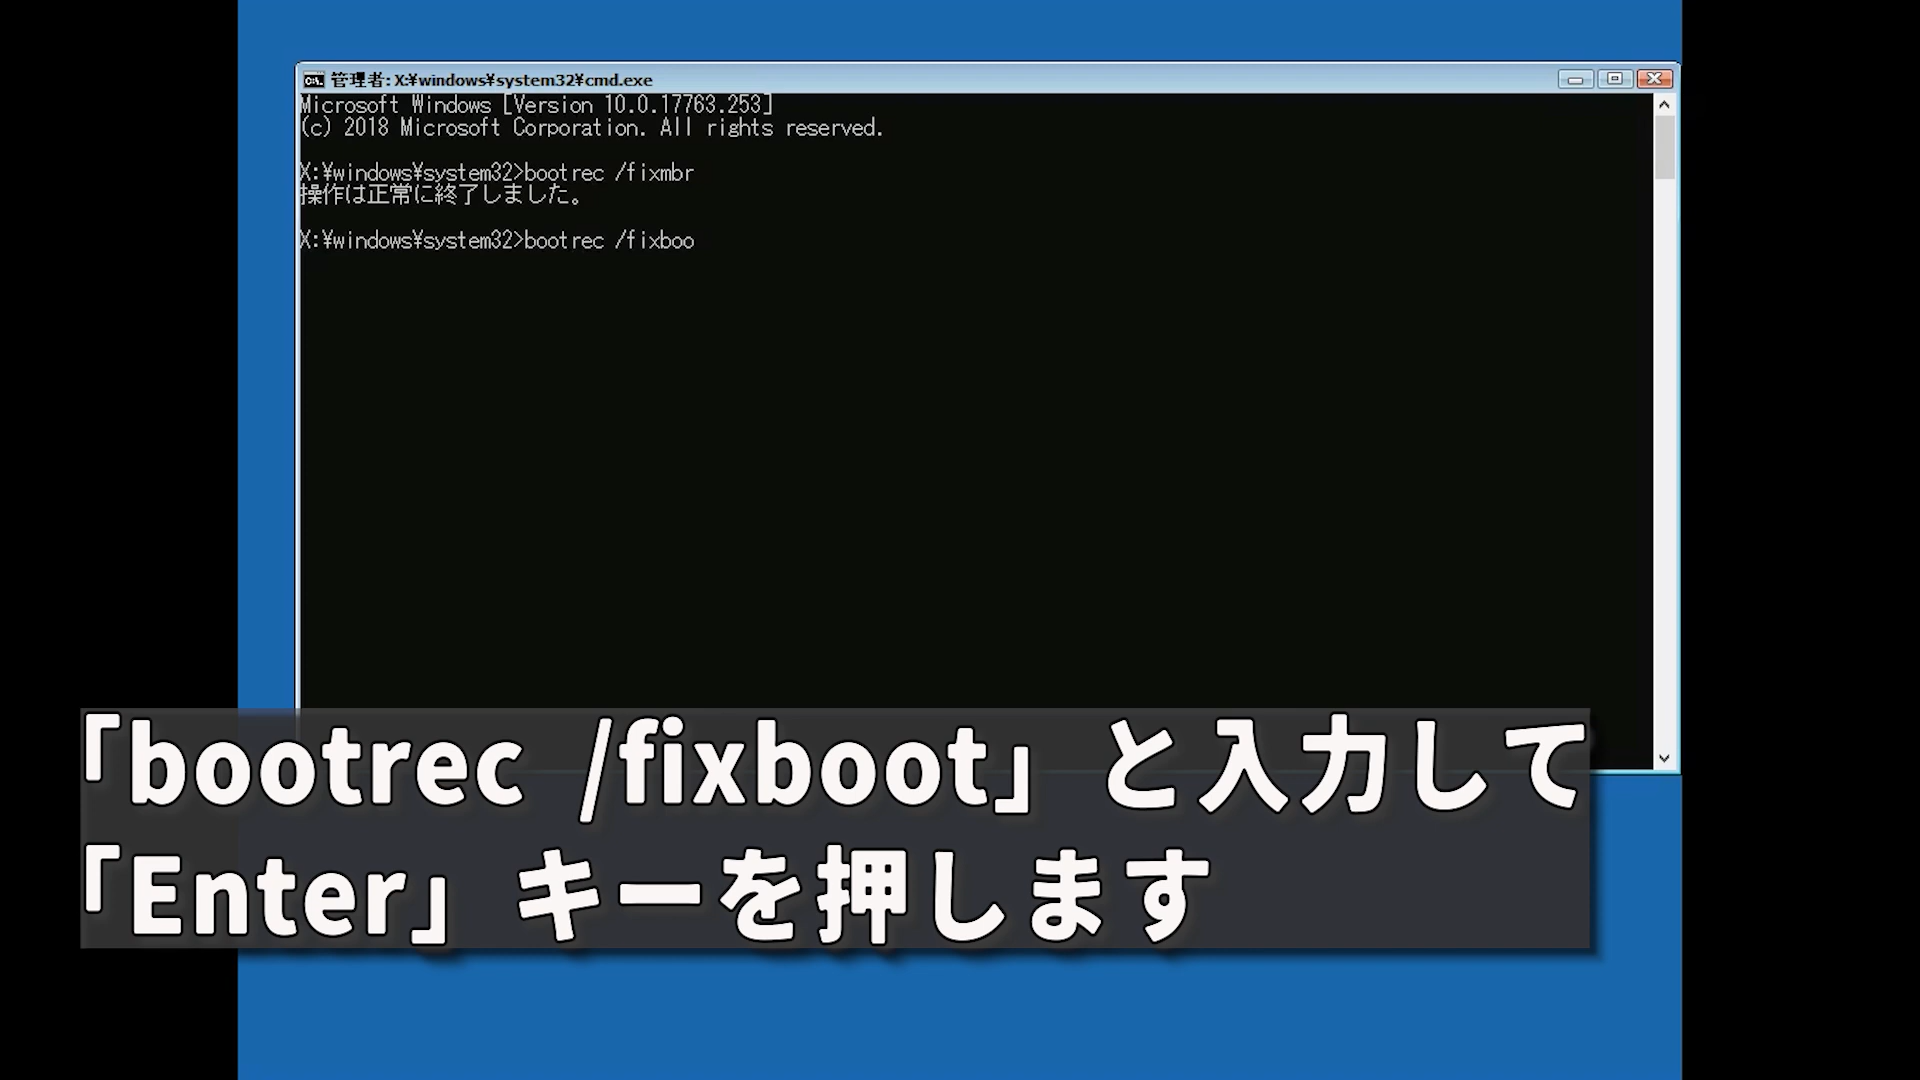 管理者: X:¥windows¥system32¥cmd.exe
Microsoft Windows [Version 10.0.17763.253]
(c) 2018 Microsoft Corporation. All rights reserved.
X:¥windows¥system32>bootrec /fixmbr
操作は正常に終了しました。
X:¥windows¥system32>bootrec /fixboo
「bootrec /fixboot」と入力して
「Enter」キーを押します